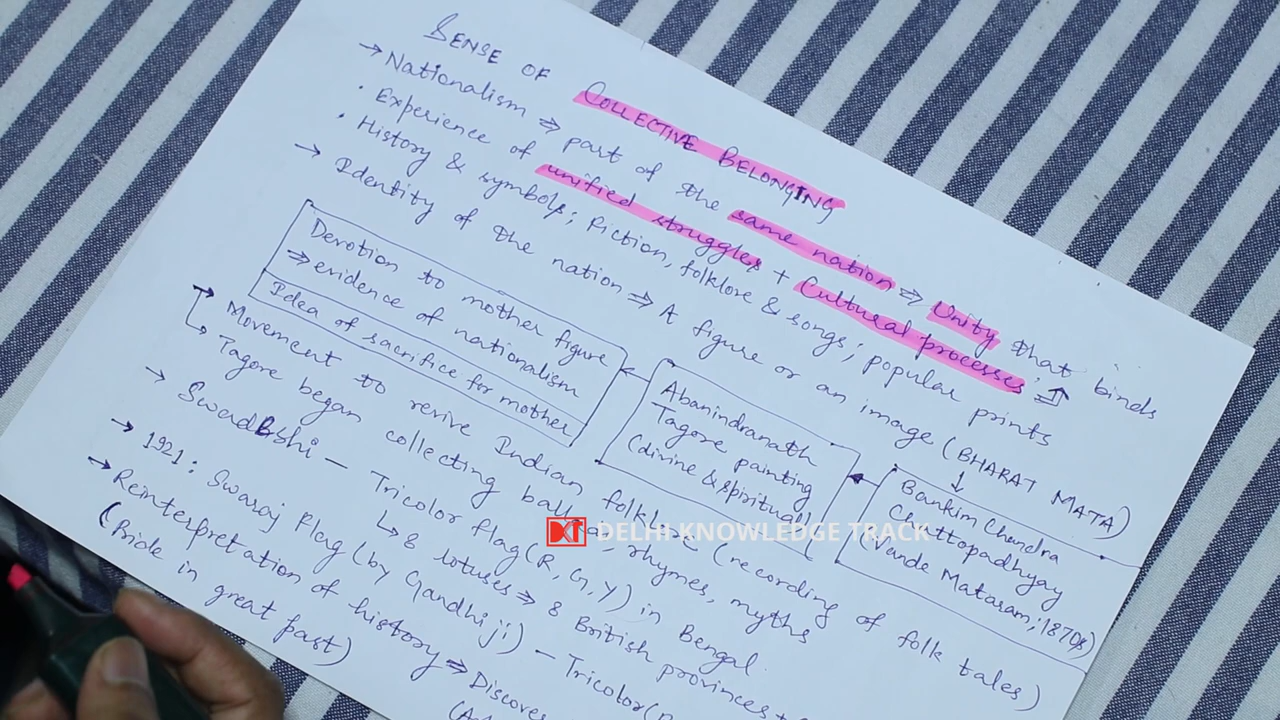 SENSE OF COLLECTIVE BELONGING
→ Nationalism ⇒ part of the same nation ⇒ Unity that binds
• Experience of unified struggles + Cultural processes
• History & symbols; fiction, folklore & songs; popular prints
→ Identity of the nation ⇒ A figure or an image (BHARAT MATA)
Bankim Chandra
Chattopadhyay
(Vande Mataram; 1870s)
Abanindranath
Tagore painting
(divine & spiritual)
Devotion to mother figure
⇒ evidence of nationalism
Idea of sacrifice for mother
→ Movement to revive Indian folklore (recording of folk tales)
↳ Tagore began collecting ballads, rhymes, myths
→ Swadeshi – Tricolor flag (R, G, Y) in Bengal
↳ 8 lotuses ⇒ 8 British provinces
→ 1921: Swaraj Flag (by Gandhiji) – Tricolor (
→ Reinterpretation of history ⇒ Discove
(Pride in great past)
DELHI KNOWLEDGE TRACK